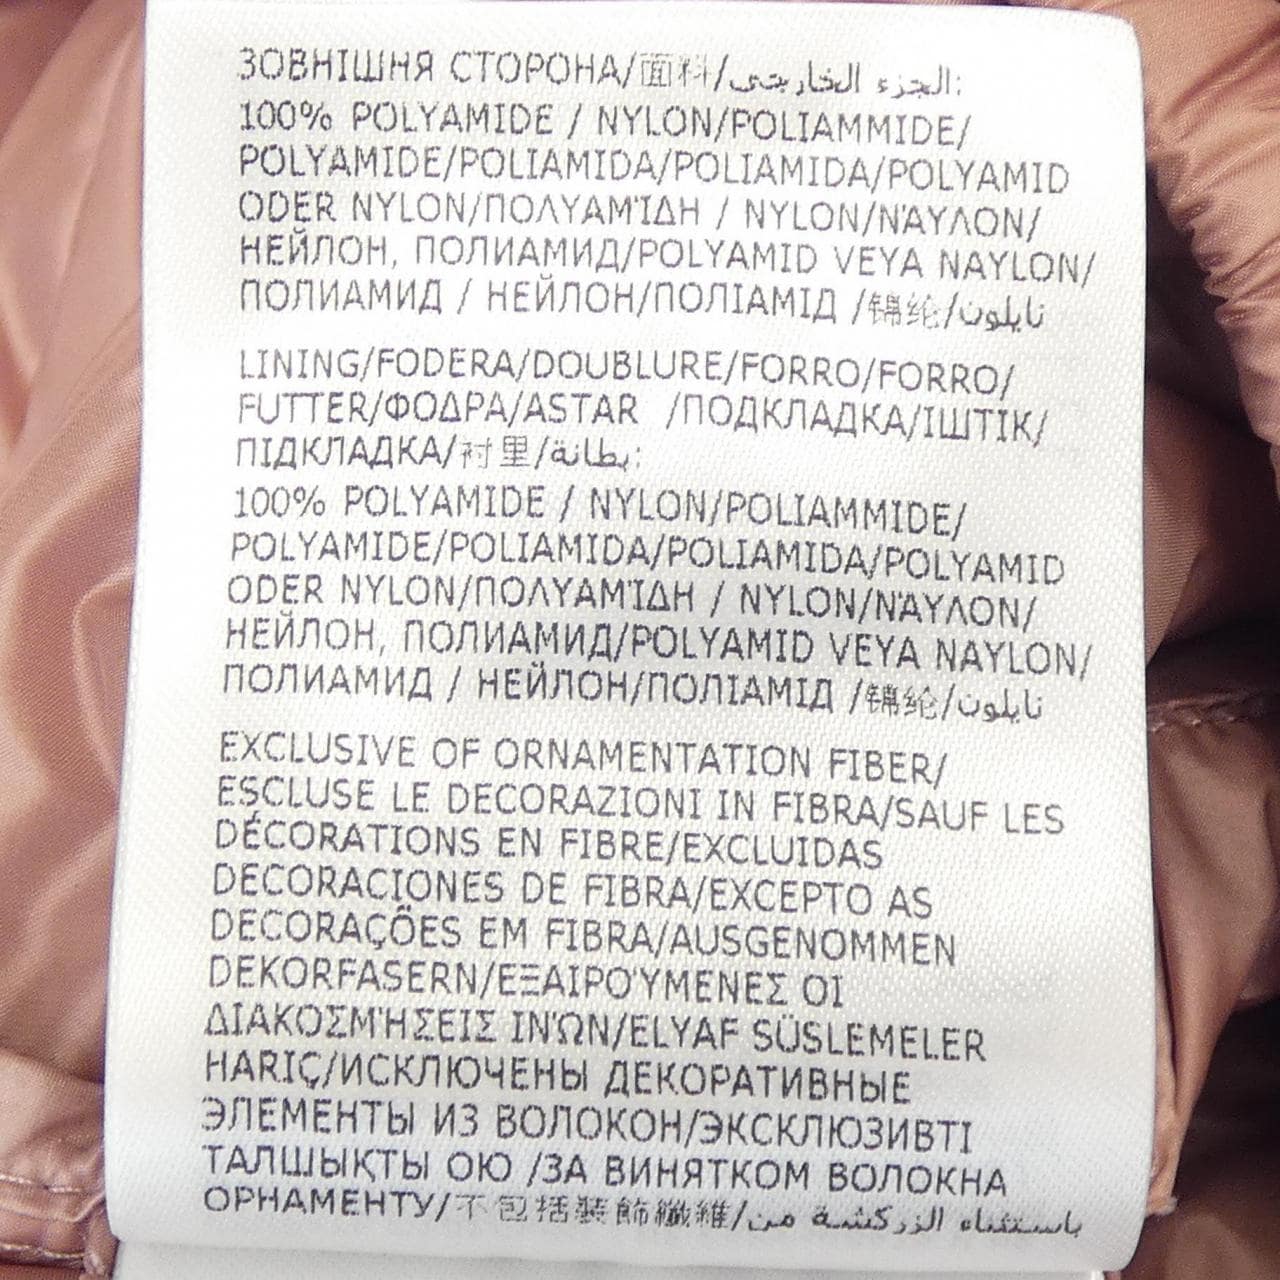 ЗОВНІШНЯ СТОРОНА/面料/الجزء الخارجي:
100% POLYAMIDE / NYLON/POLIAMMIDE/
POLYAMIDE/POLIAMIDA/POLIAMIDA/POLYAMID
ODER NYLON/ΠΟΛΥΑΜΊΔΗ / NYLON/ΝΆΥΛΟΝ/
НЕЙЛОН, ПОЛИАМИД/POLYAMID VEYA NAYLON/
ПОЛИАМИД / НЕЙЛОН/ПОЛІАМІД /锦纶/نايلون
LINING/FODERA/DOUBLURE/FORRO/FORRO/
FUTTER/ΦΟΔΡΑ/ASTAR /ПОДКЛАДКА/ІШТІК/
ПІДКЛАДКА/衬里/بطانة:
100% POLYAMIDE / NYLON/POLIAMMIDE/
POLYAMIDE/POLIAMIDA/POLIAMIDA/POLYAMID
ODER NYLON/ΠΟΛΥΑΜΊΔΗ / NYLON/ΝΆΥΛΟΝ/
НЕЙЛОН, ПОЛИАМИД/POLYAMID VEYA NAYLON/
ПОЛИАМИД / НЕЙЛОН/ПОЛІАМІД /锦纶/نايلون
EXCLUSIVE OF ORNAMENTATION FIBER/
ESCLUSE LE DECORAZIONI IN FIBRA/SAUF LES
DÉCORATIONS EN FIBRE/EXCLUIDAS
DECORACIONES DE FIBRA/EXCEPTO AS
DECORAÇÕES EM FIBRA/AUSGENOMMEN
DEKORFASERN/ΕΞΑΙΡΟΎΜΕΝΕΣ ΟΙ
ΔΙΑΚΟΣΜΉΣΕΙΣ ΙΝΏΝ/ELYAF SÜSLEMELER
HARIÇ/ИСКЛЮЧЕНЫ ДЕКОРАТИВНЫЕ
ЭЛЕМЕНТЫ ИЗ ВОЛОКОН/ЭКСКЛЮЗИВТІ
ТАЛШЫҚТЫ ОЮ /ЗА ВИНЯТКОМ ВОЛОКНА
ОРНАМЕНТУ/不包括裝飾纖維/باستثناء الزركشة من